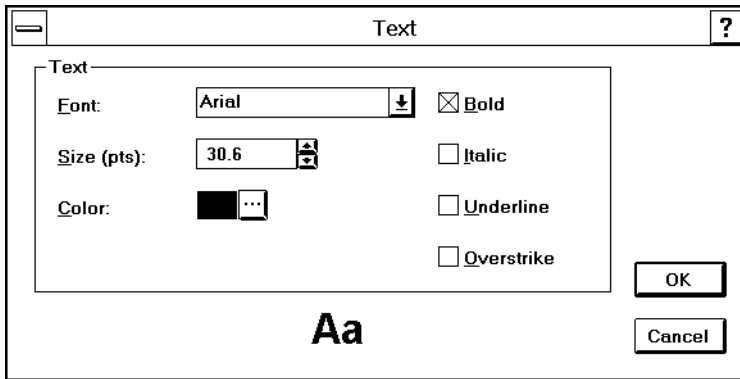 Text ?
Text
Font: Arial Bold
Size (pts): 30.6 Italic
Color: ... Underline
Overstrike
OK
Aa
Cancel